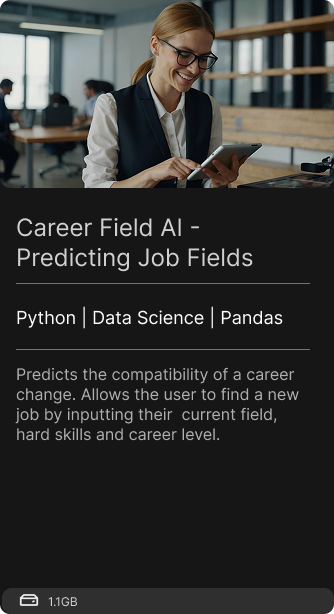 Career Field AI -
Predicting Job Fields
Python | Data Science | Pandas
Predicts the compatibility of a career
change. Allows the user to find a new
job by inputting their  current field,
hard skills and career level.
1.1GB